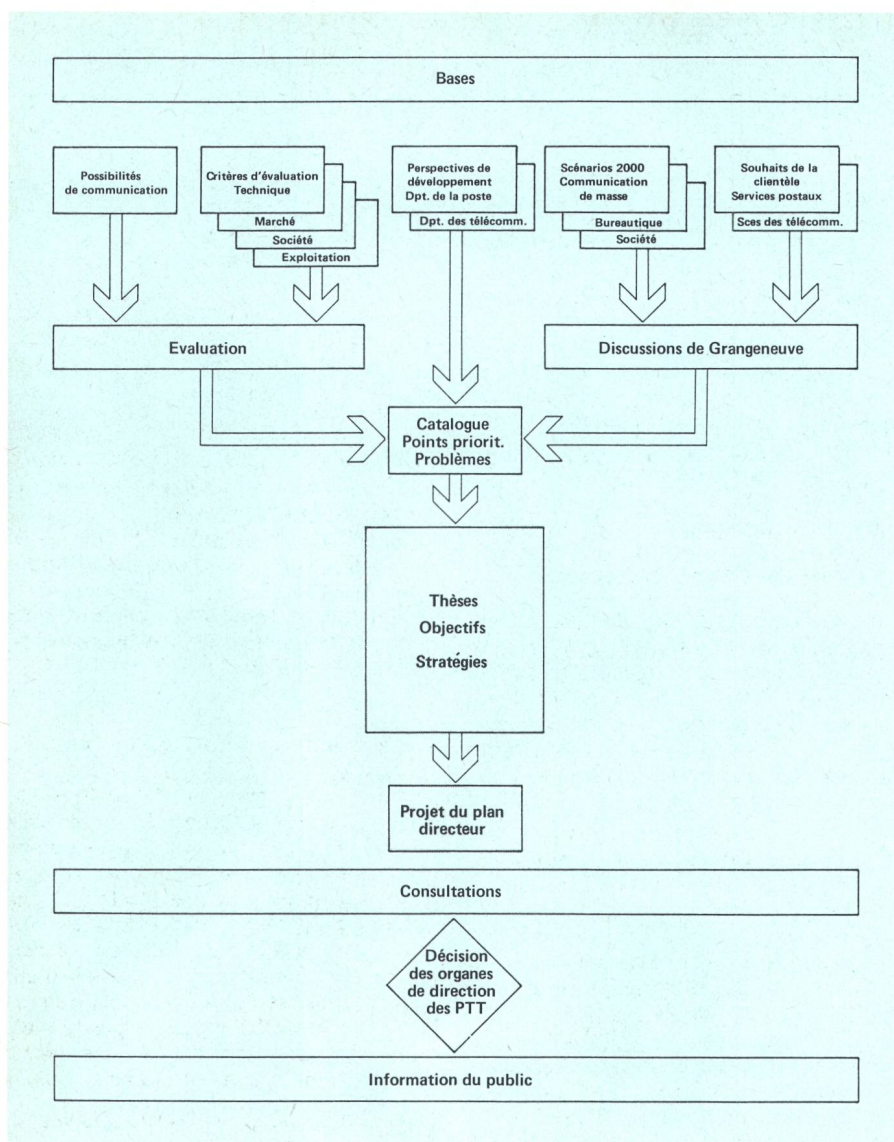 Bases
Possibilités
de communication
Critères d'évaluation
Technique
Marché
Société
Exploitation
Perspectives de
développement
Dpt. de la poste
Dpt. des télécomm.
Scénarios 2000
Communication
de masse
Bureautique
Société
Souhaits de la
clientèle
Services postaux
Sces des télécomm.
Evaluation
Discussions de Grangeneuve
Catalogue
Points priorit.
Problèmes
Thèses
Objectifs
Stratégies
Projet du plan
directeur
Consultations
Décision
des organes
de direction
des PTT
Information du public